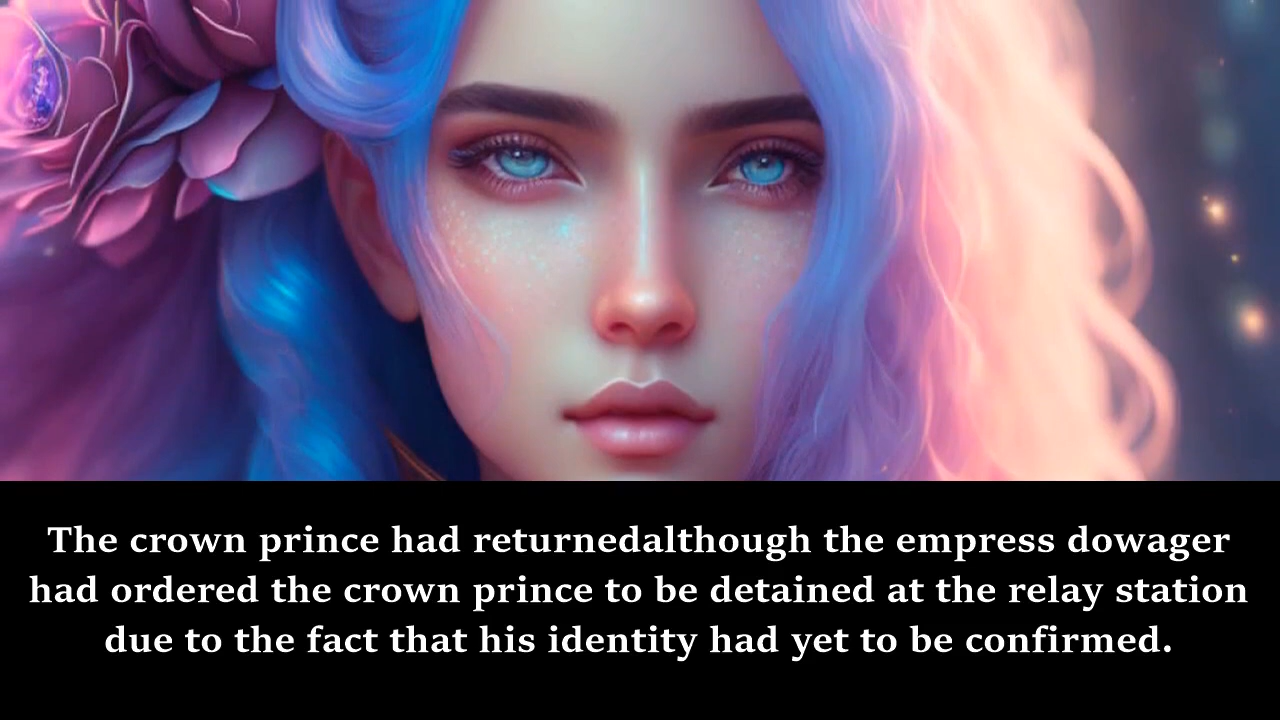 The crown prince had returnedalthough the empress dowager
had ordered the crown prince to be detained at the relay station
due to the fact that his identity had yet to be confirmed.